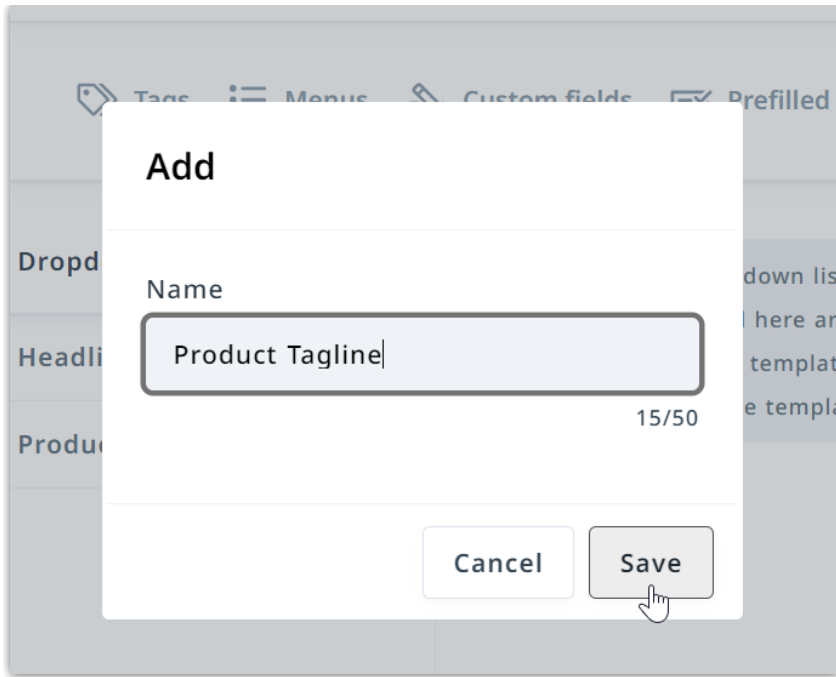 Tags Menus Custom fields Prefilled
Add
Dropd
Name
down lis
Product Tagline
here ar
Headli
templat
e templa
15/50
Produ
Cancel Save